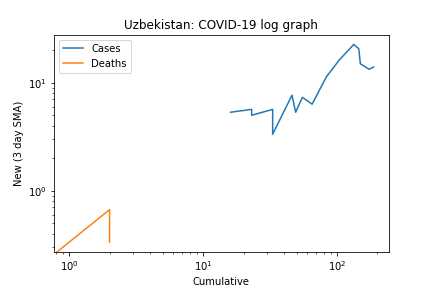 Uzbekistan: COVID-19 log graph
Cases
Deaths
New (3 day SMA)
10¹
10⁰
10⁰ 10¹ 10²
Cumulative